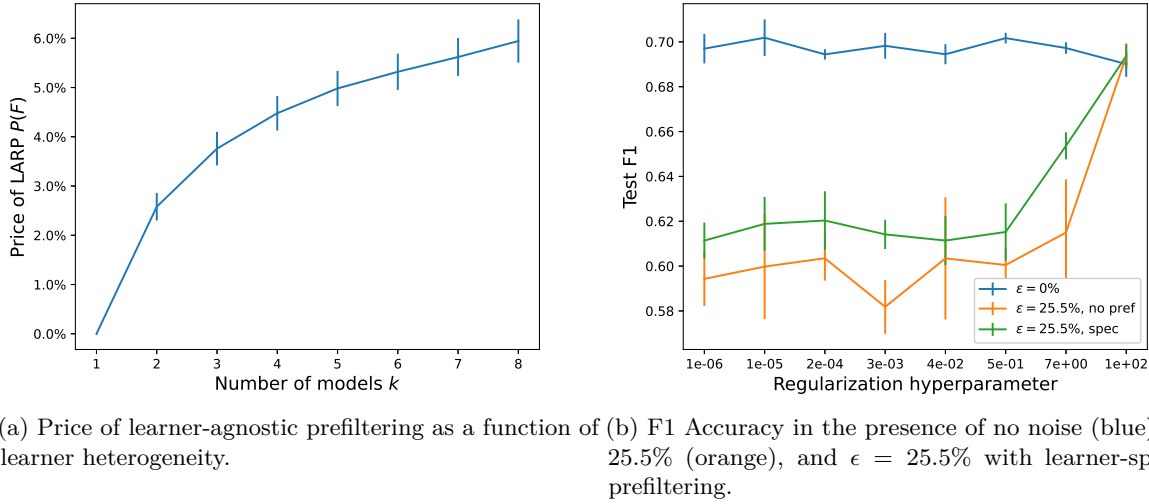 6.0%
5.0%
4.0%
3.0%
2.0%
1.0%
0.0%
Price of LARP P(F)
1 2 3 4 5 6 7 8
Number of models k
0.70
0.68
0.66
0.64
0.62
0.60
0.58
Test F1
ε = 0%
ε = 25.5%, no pref
ε = 25.5%, spec
1e-06 1e-05 2e-04 3e-03 4e-02 5e-01 7e+00 1e+02
Regularization hyperparameter
(a) Price of learner-agnostic prefiltering as a function of
learner heterogeneity.
(b) F1 Accuracy in the presence of no noise (blue)
25.5% (orange), and ϵ = 25.5% with learner-sp
prefiltering.